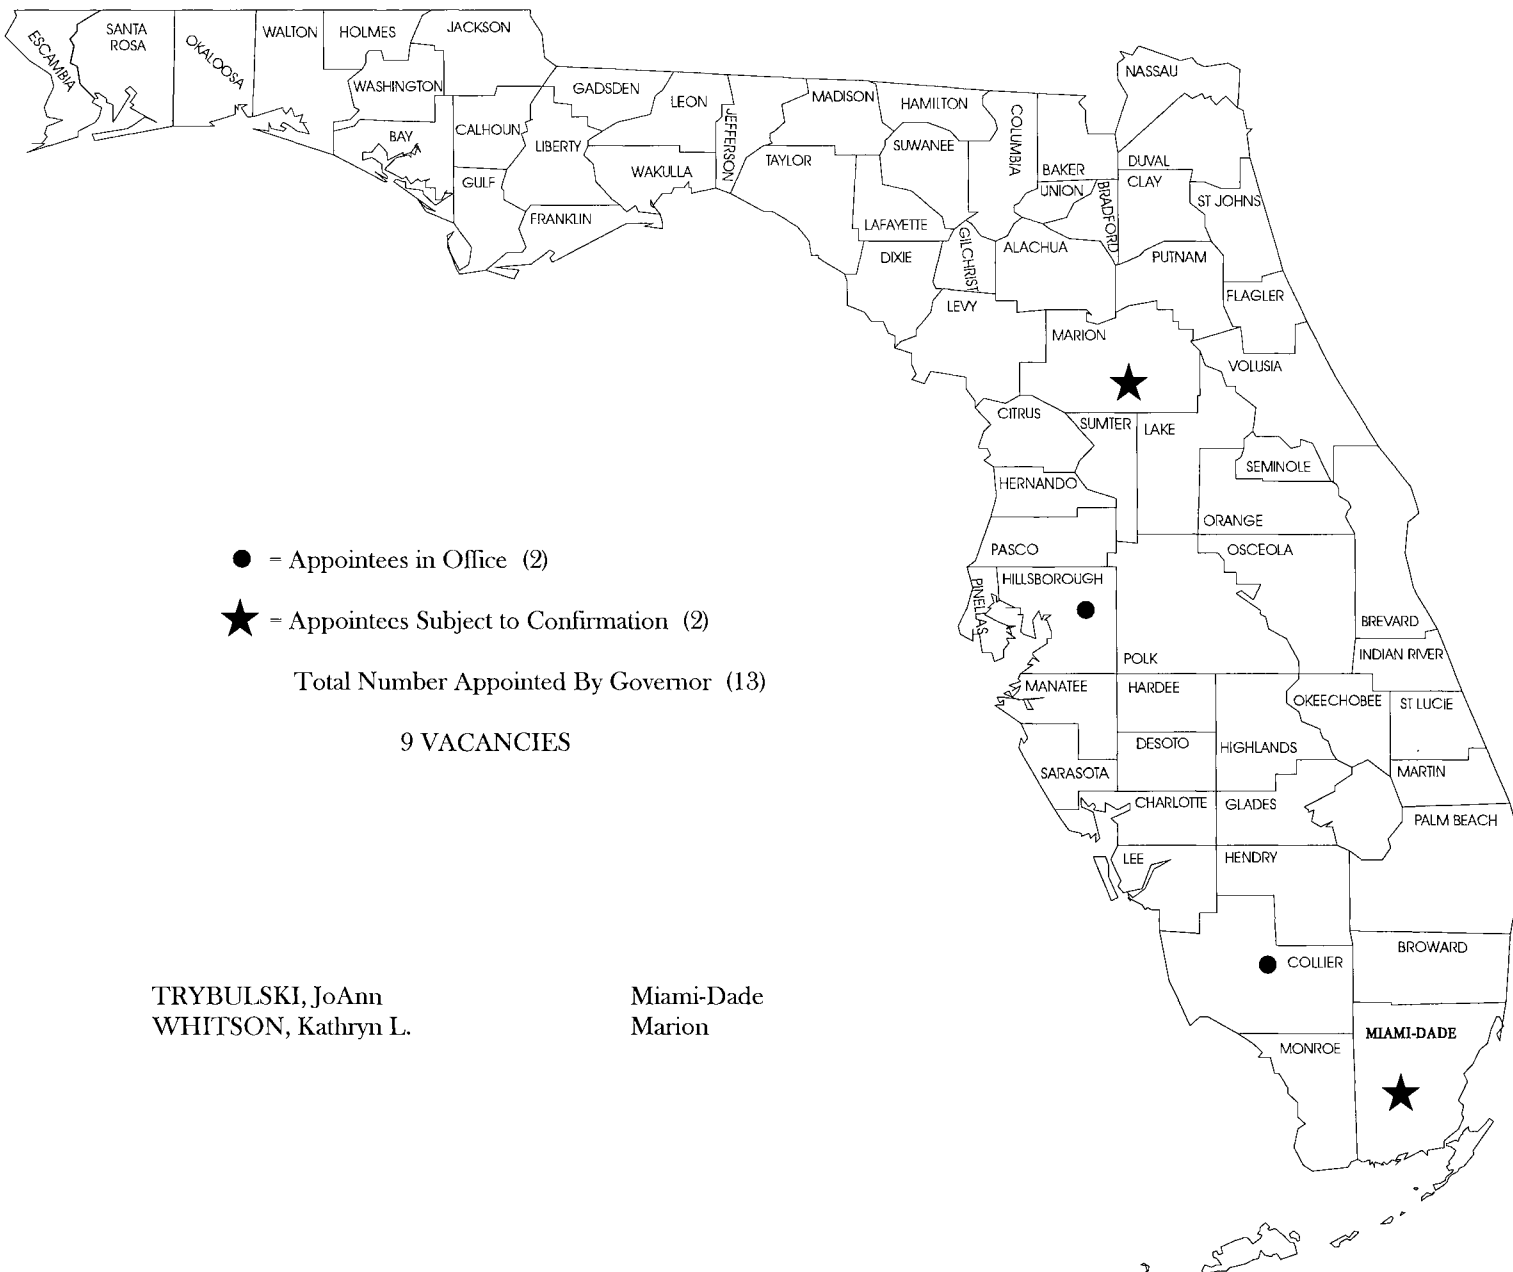 ESCAMBIA
SANTA
ROSA
OKALOOSA
WALTON
HOLMES
JACKSON
WASHINGTON
BAY
CALHOUN
GULF
GADSDEN
LIBERTY
FRANKLIN
LEON
WAKULLA
JEFFERSON
TAYLOR
MADISON
HAMILTON
SUWANEE
LAFAYETTE
DIXIE
COLUMBIA
GILCHRIST
LEVY
BAKER
UNION
BRADFORD
ALACHUA
NASSAU
DUVAL
CLAY
ST JOHNS
PUTNAM
FLAGLER
MARION
VOLUSIA
CITRUS
SUMTER
LAKE
SEMINOLE
HERNANDO
ORANGE
PASCO
OSCEOLA
HILLSBOROUGH
PINELLAS
BREVARD
POLK
INDIAN RIVER
MANATEE
HARDEE
OKEECHOBEE
ST LUCIE
DESOTO
HIGHLANDS
SARASOTA
MARTIN
CHARLOTTE
GLADES
PALM BEACH
LEE
HENDRY
BROWARD
COLLIER
MIAMI-DADE
MONROE
= Appointees in Office (2)
= Appointees Subject to Confirmation (2)
Total Number Appointed By Governor (13)
9 VACANCIES
TRYBULSKI, JoAnn Miami-Dade
WHITSON, Kathryn L. Marion